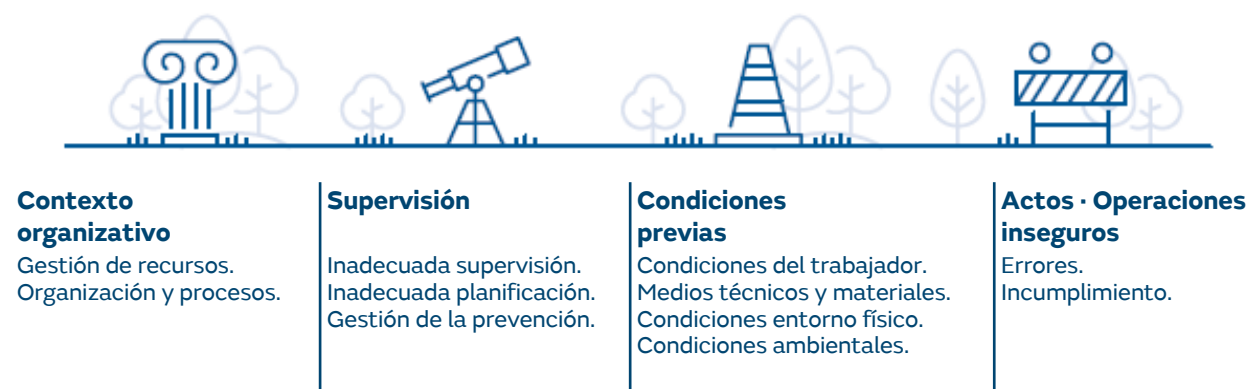 Contexto
organizativo
Gestión de recursos.
Organización y procesos.
Supervisión
Inadecuada supervisión.
Inadecuada planificación.
Gestión de la prevención.
Condiciones
previas
Condiciones del trabajador.
Medios técnicos y materiales.
Condiciones entorno físico.
Condiciones ambientales.
Actos · Operaciones
inseguros
Errores.
Incumplimiento.